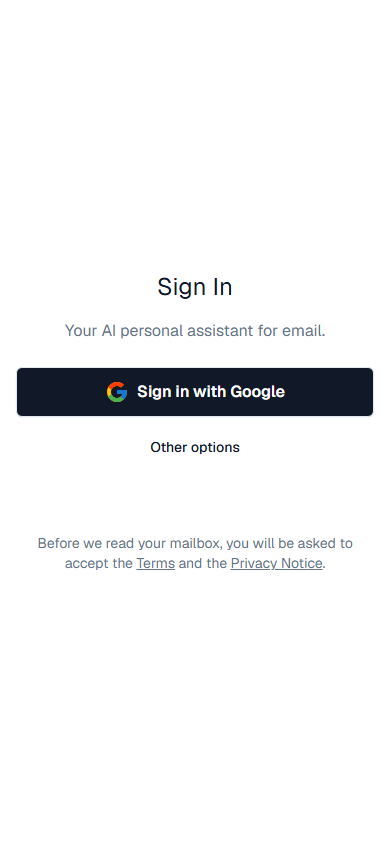 Sign In
Your AI personal assistant for email.
Sign in with Google
Other options
Before we read your mailbox, you will be asked to
accept the Terms and the Privacy Notice.